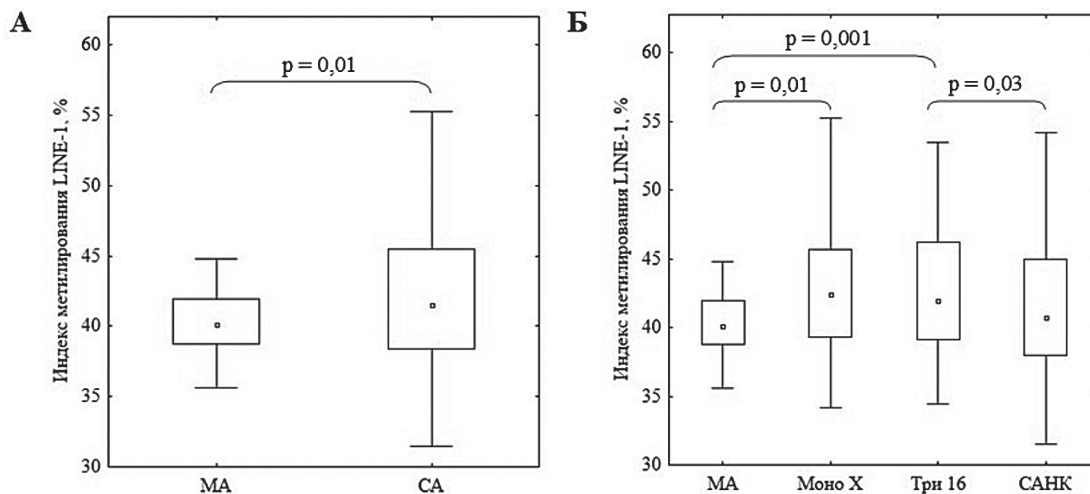 А
Индекс метилирования LINE-1, %
60
55
50
45
40
35
30
p = 0,01
МА
СА
Б
Индекс метилирования LINE-1, %
60
55
50
45
40
35
30
p = 0,001
p = 0,01
p = 0,03
МА
Моно X
Три 16
САНК